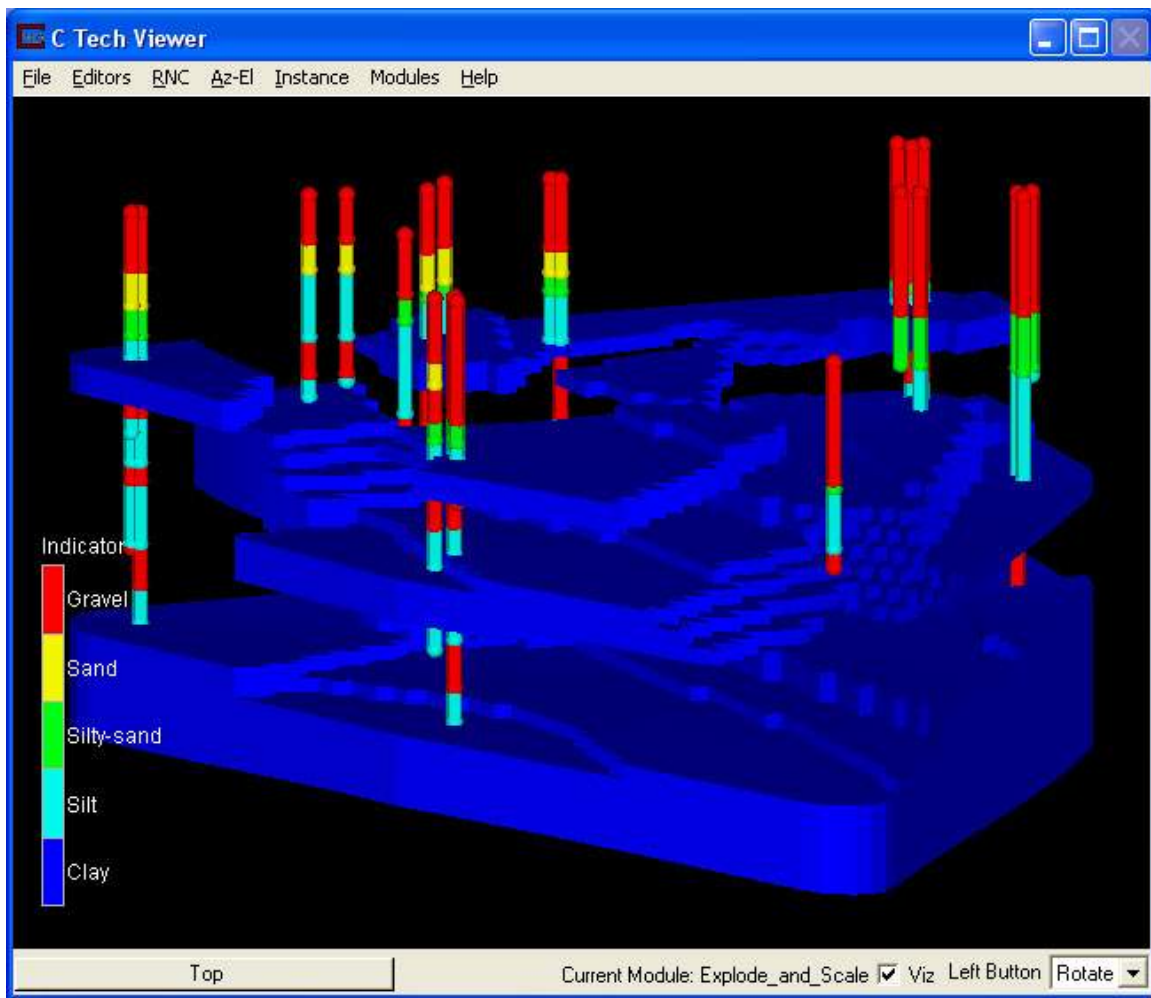 C Tech Viewer
File Editors RNC Az-El Instance Modules Help
Indicator
Gravel
Sand
Silty-sand
Silt
Clay
Top Current Module: Explode_and_Scale Viz Left Button Rotate